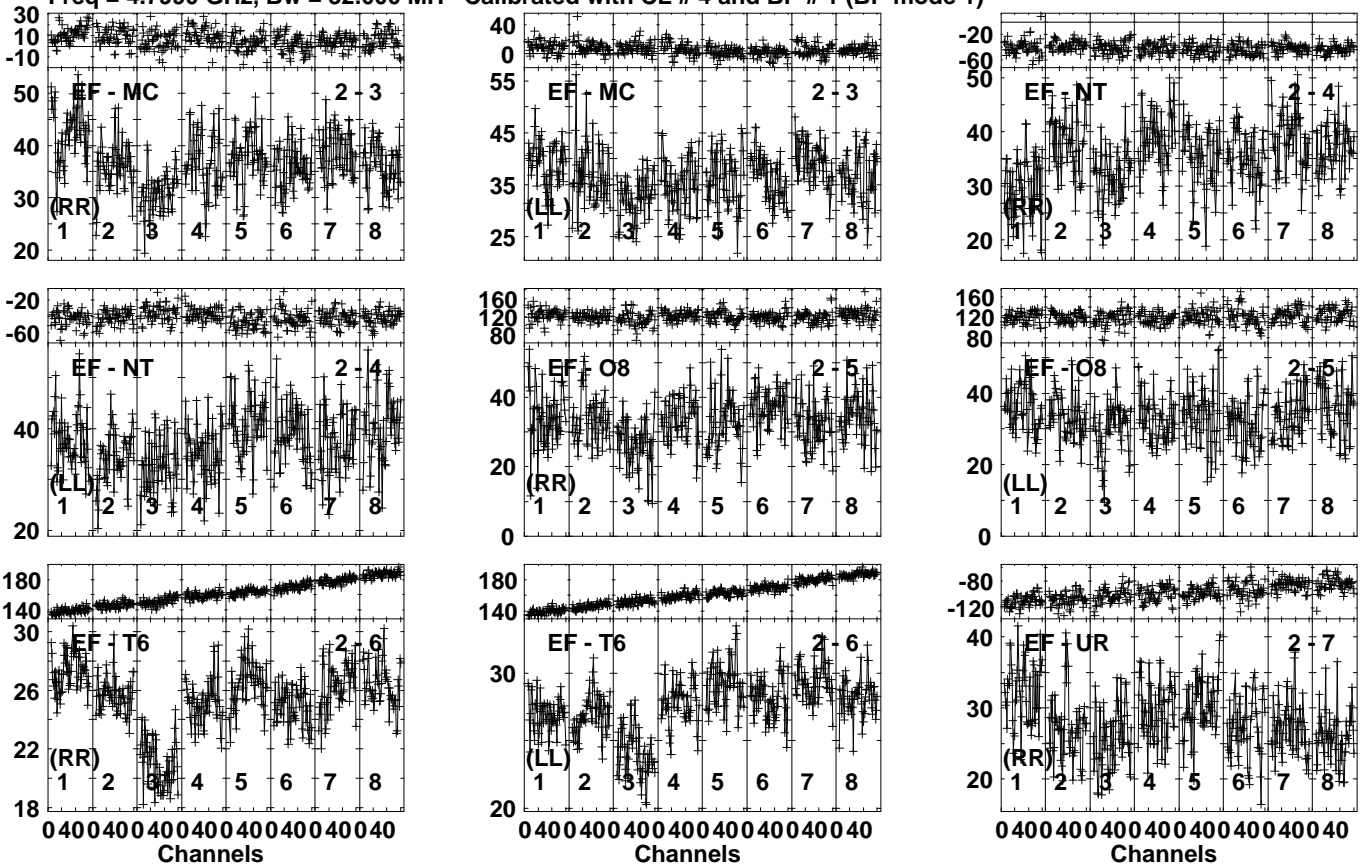 30 10 -10 40 0 -20 -60
EF - MC 2 - 3 EF - MC 2 - 3 EF - NT 2 - 4
50 40 30 20 55 45 35 25 50 40 30 20
(RR) (LL) (RR)
1 2 3 4 5 6 7 8 1 2 3 4 5 6 7 8 1 2 3 4 5 6 7 8
-20 -60 160 120 80 160 120 80
EF - NT 2 - 4 EF - O8 2 - 5 EF - O8 2 - 5
40 20 40 20 0 40 20 0
(LL) (RR) (LL)
1 2 3 4 5 6 7 8 1 2 3 4 5 6 7 8 1 2 3 4 5 6 7 8
180 140 180 140 -80 -120
EF - T6 2 - 6 EF - T6 2 - 6 EF - UR 2 - 7
30 26 22 18 30 20 40 30 20
(RR) (LL) (RR)
1 2 3 4 5 6 7 8 1 2 3 4 5 6 7 8 1 2 3 4 5 6 7 8
0 40 0 40 0 40 0 40 0 40 0 40 0 40 0 40 0 40 0 40 0 40 0 40 0 40 0 40 0 40 0 40 0 40 0 40 0 40 0 40 0 40 0 40 0 40 0 40
Channels Channels Channels